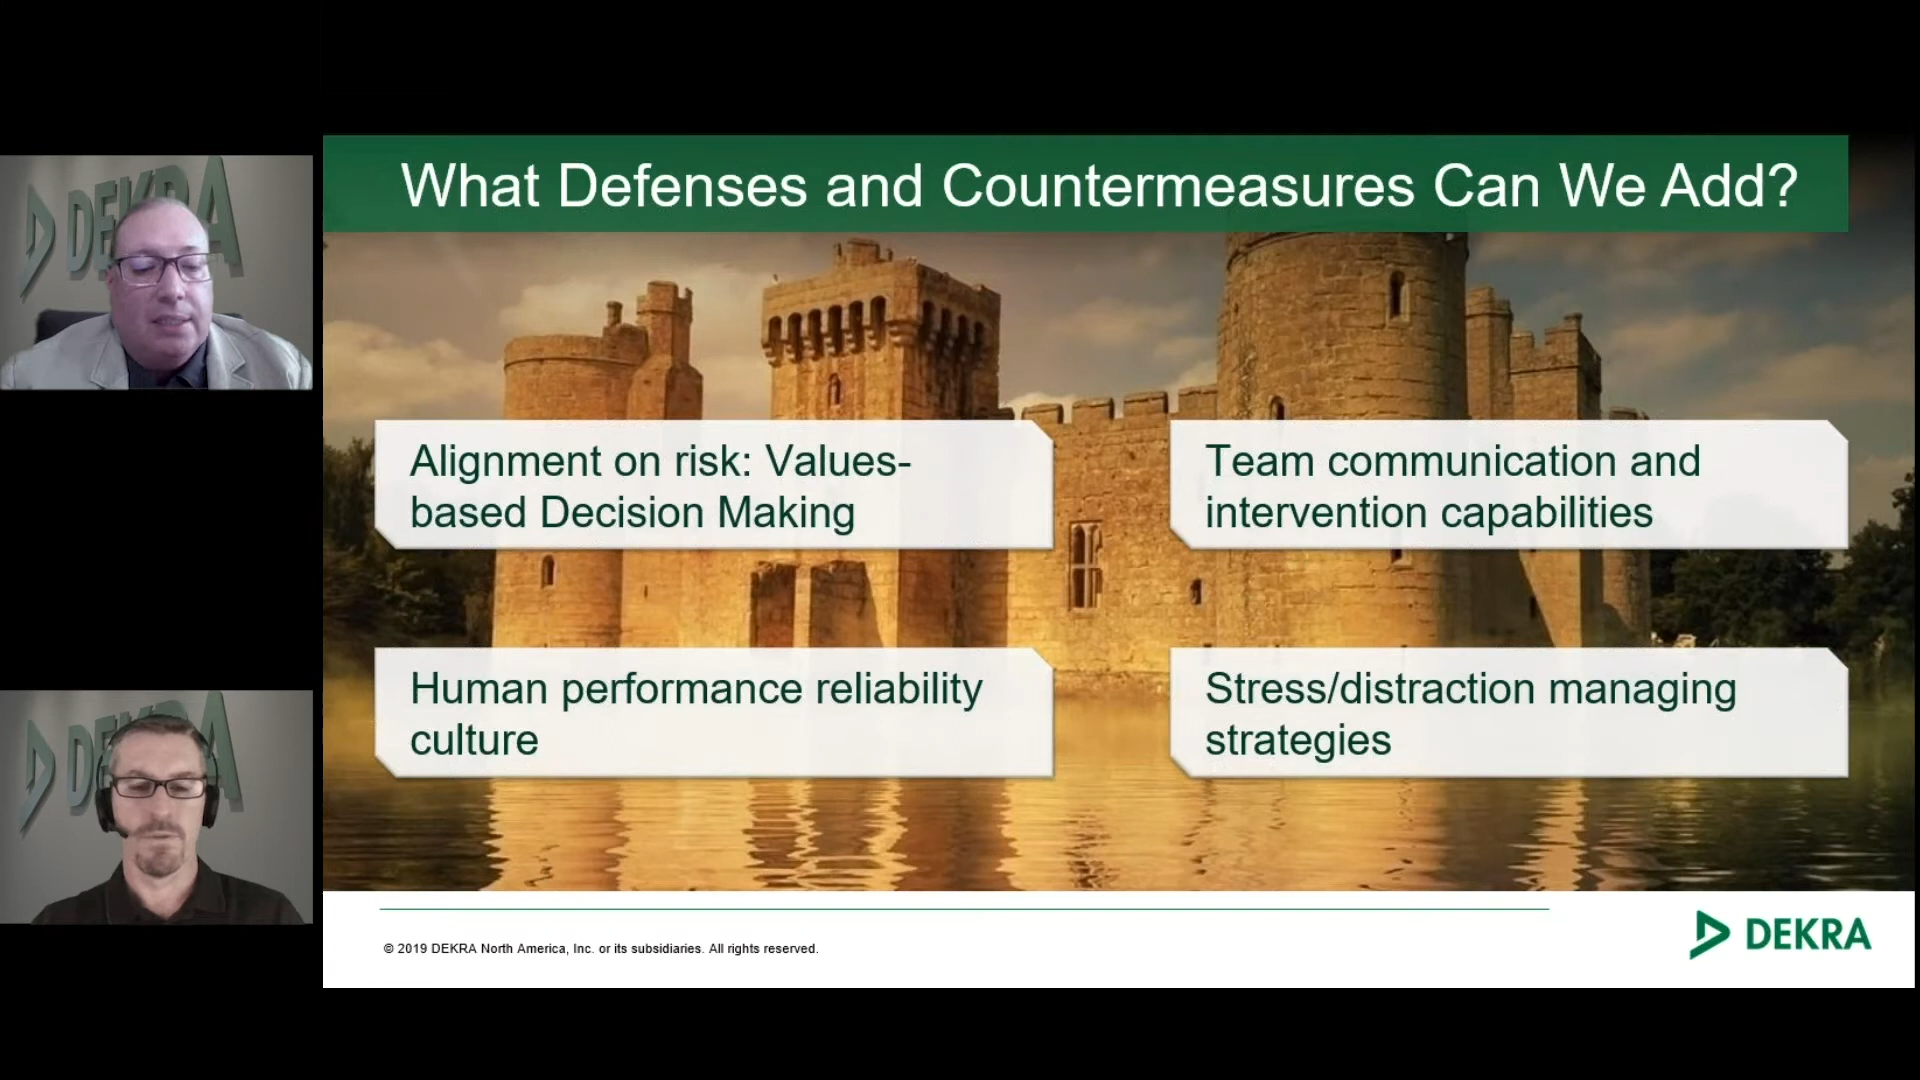 What Defenses and Countermeasures Can We Add?
Alignment on risk: Values-
based Decision Making
Team communication and
intervention capabilities
Human performance reliability
culture
Stress/distraction managing
strategies
© 2019 DEKRA North America, Inc. or its subsidiaries. All rights reserved.
DEKRA
DEKRA
DEKRA